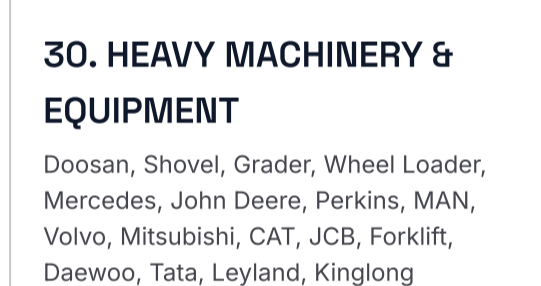 30. HEAVY MACHINERY &
EQUIPMENT
Doosan, Shovel, Grader, Wheel Loader,
Mercedes, John Deere, Perkins, MAN,
Volvo, Mitsubishi, CAT, JCB, Forklift,
Daewoo, Tata, Leyland, Kinglong